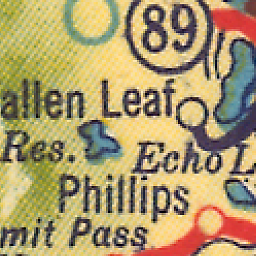 89
allen Leaf
Res.
Echo L
Phillips
mit Pass